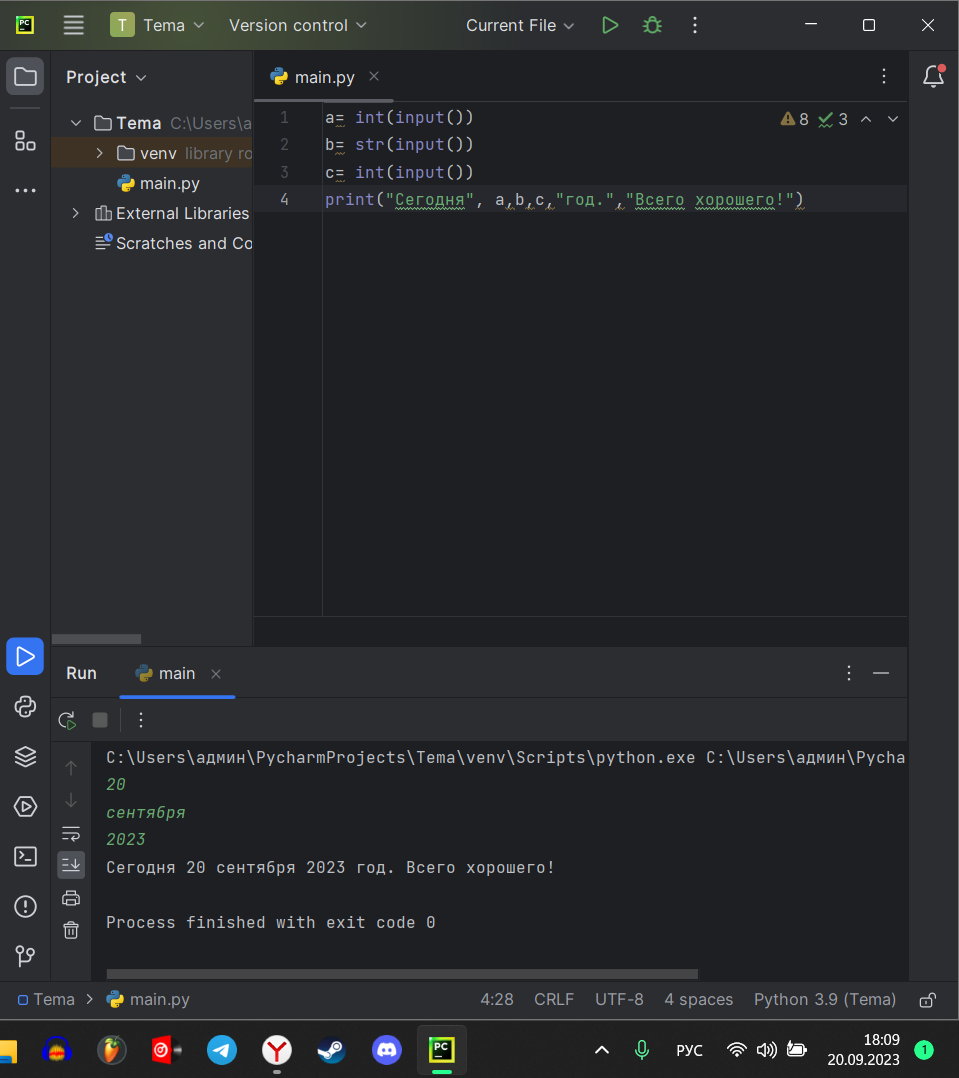 T Tema Version control Current File
Project
main.py
Tema C:\Users\a
venv library ro
main.py
External Libraries
Scratches and Co
1 a= int(input())
2 b= str(input())
3 c= int(input())
4 print("Сегодня", a,b,c,"год.","Всего хорошего!")
8 3
Run main
C:\Users\админ\PycharmProjects\Tema\venv\Scripts\python.exe C:\Users\админ\Pycha
20
сентября
2023
Сегодня 20 сентября 2023 год. Всего хорошего!
Process finished with exit code 0
Tema main.py 4:28 CRLF UTF-8 4 spaces Python 3.9 (Tema)
PC РУС 18:09
20.09.2023 1